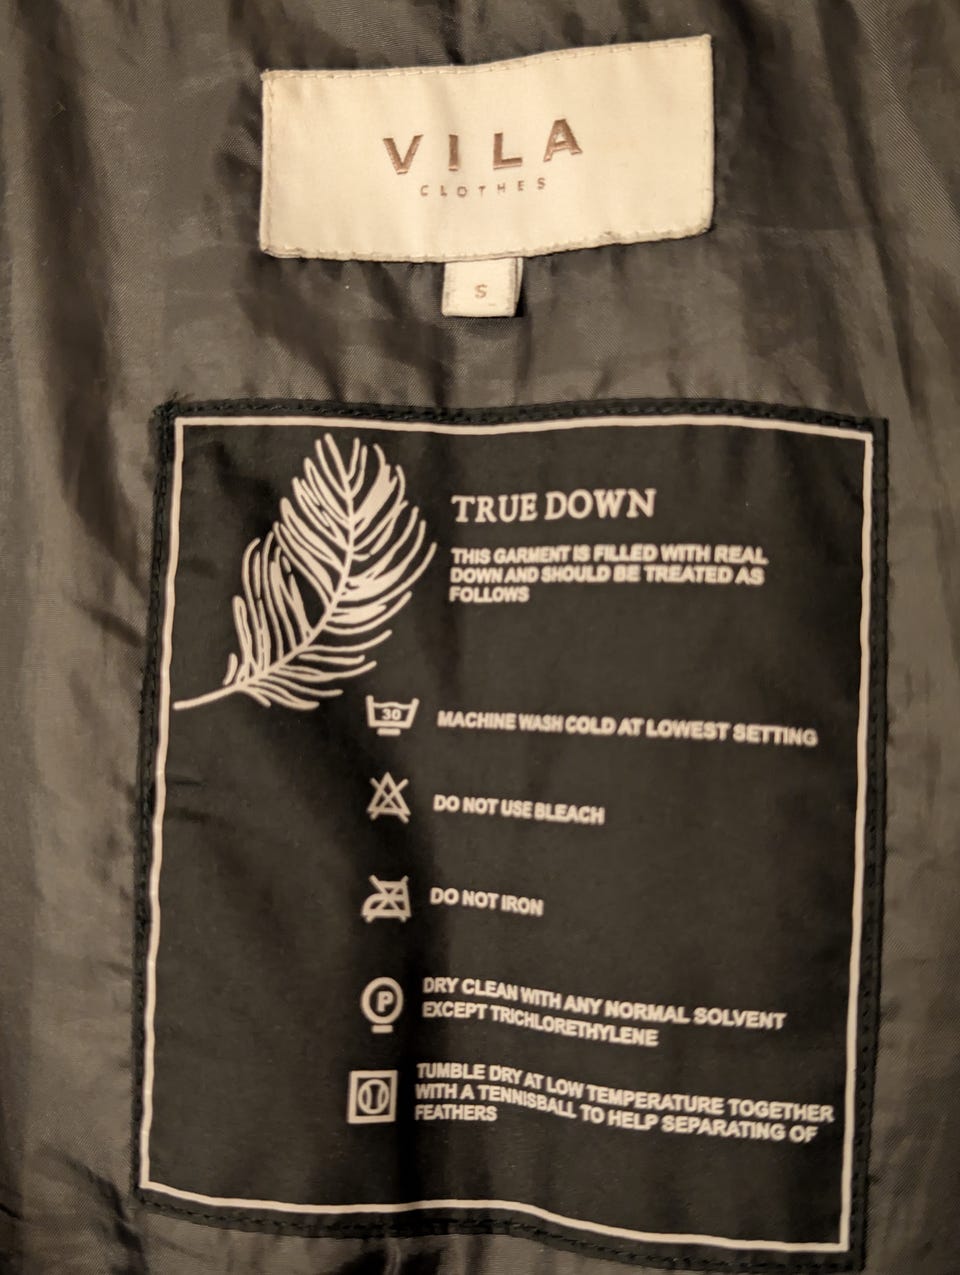 VILA
CLOTHES
S
TRUE DOWN
THIS GARMENT IS FILLED WITH REAL
DOWN AND SHOULD BE TREATED AS
FOLLOWS
30
MACHINE WASH COLD AT LOWEST SETTING
DO NOT USE BLEACH
DO NOT IRON
P
DRY CLEAN WITH ANY NORMAL SOLVENT
EXCEPT TRICHLORETHYLENE
TUMBLE DRY AT LOW TEMPERATURE TOGETHER
WITH A TENNISBALL TO HELP SEPARATING OF
FEATHERS